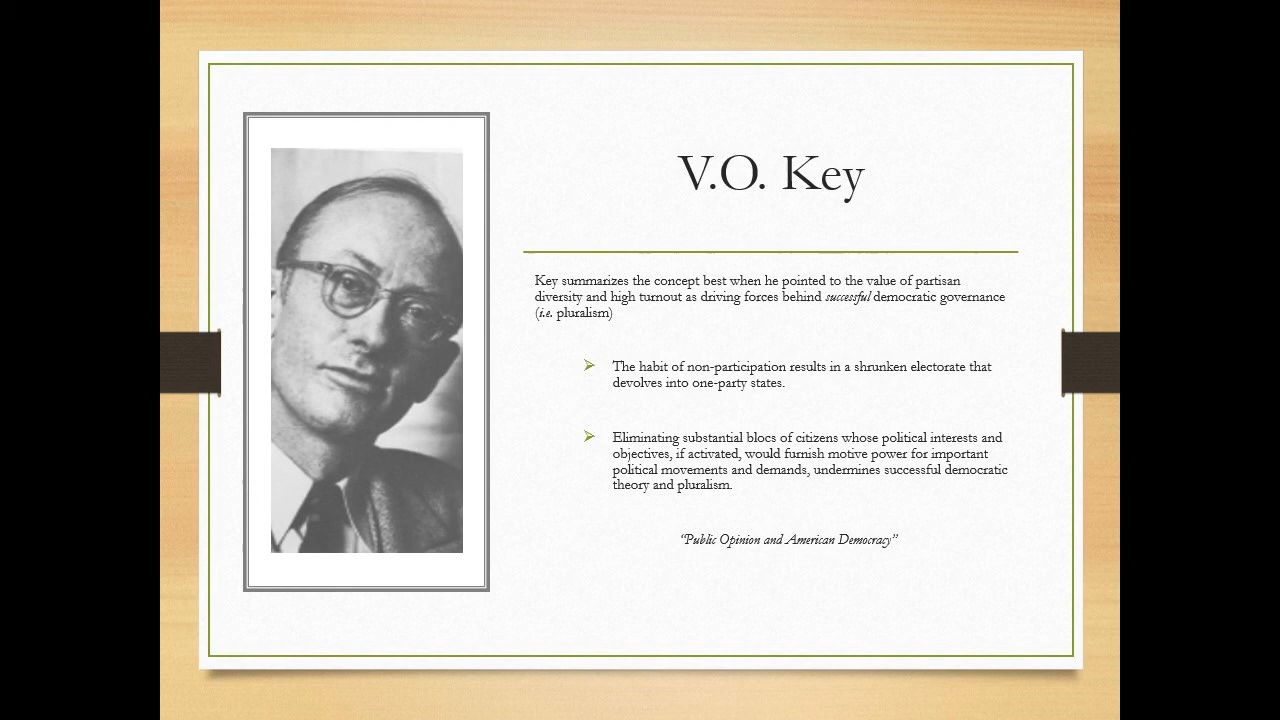 V.O. Key
Key summarizes the concept best when he pointed to the value of partisan
diversity and high turnout as driving forces behind successful democratic governance
(i.e. pluralism)
The habit of non-participation results in a shrunken electorate that
devolves into one-party states.
Eliminating substantial blocs of citizens whose political interests and
objectives, if activated, would furnish motive power for important
political movements and demands, undermines successful democratic
theory and pluralism.
“Public Opinion and American Democracy”